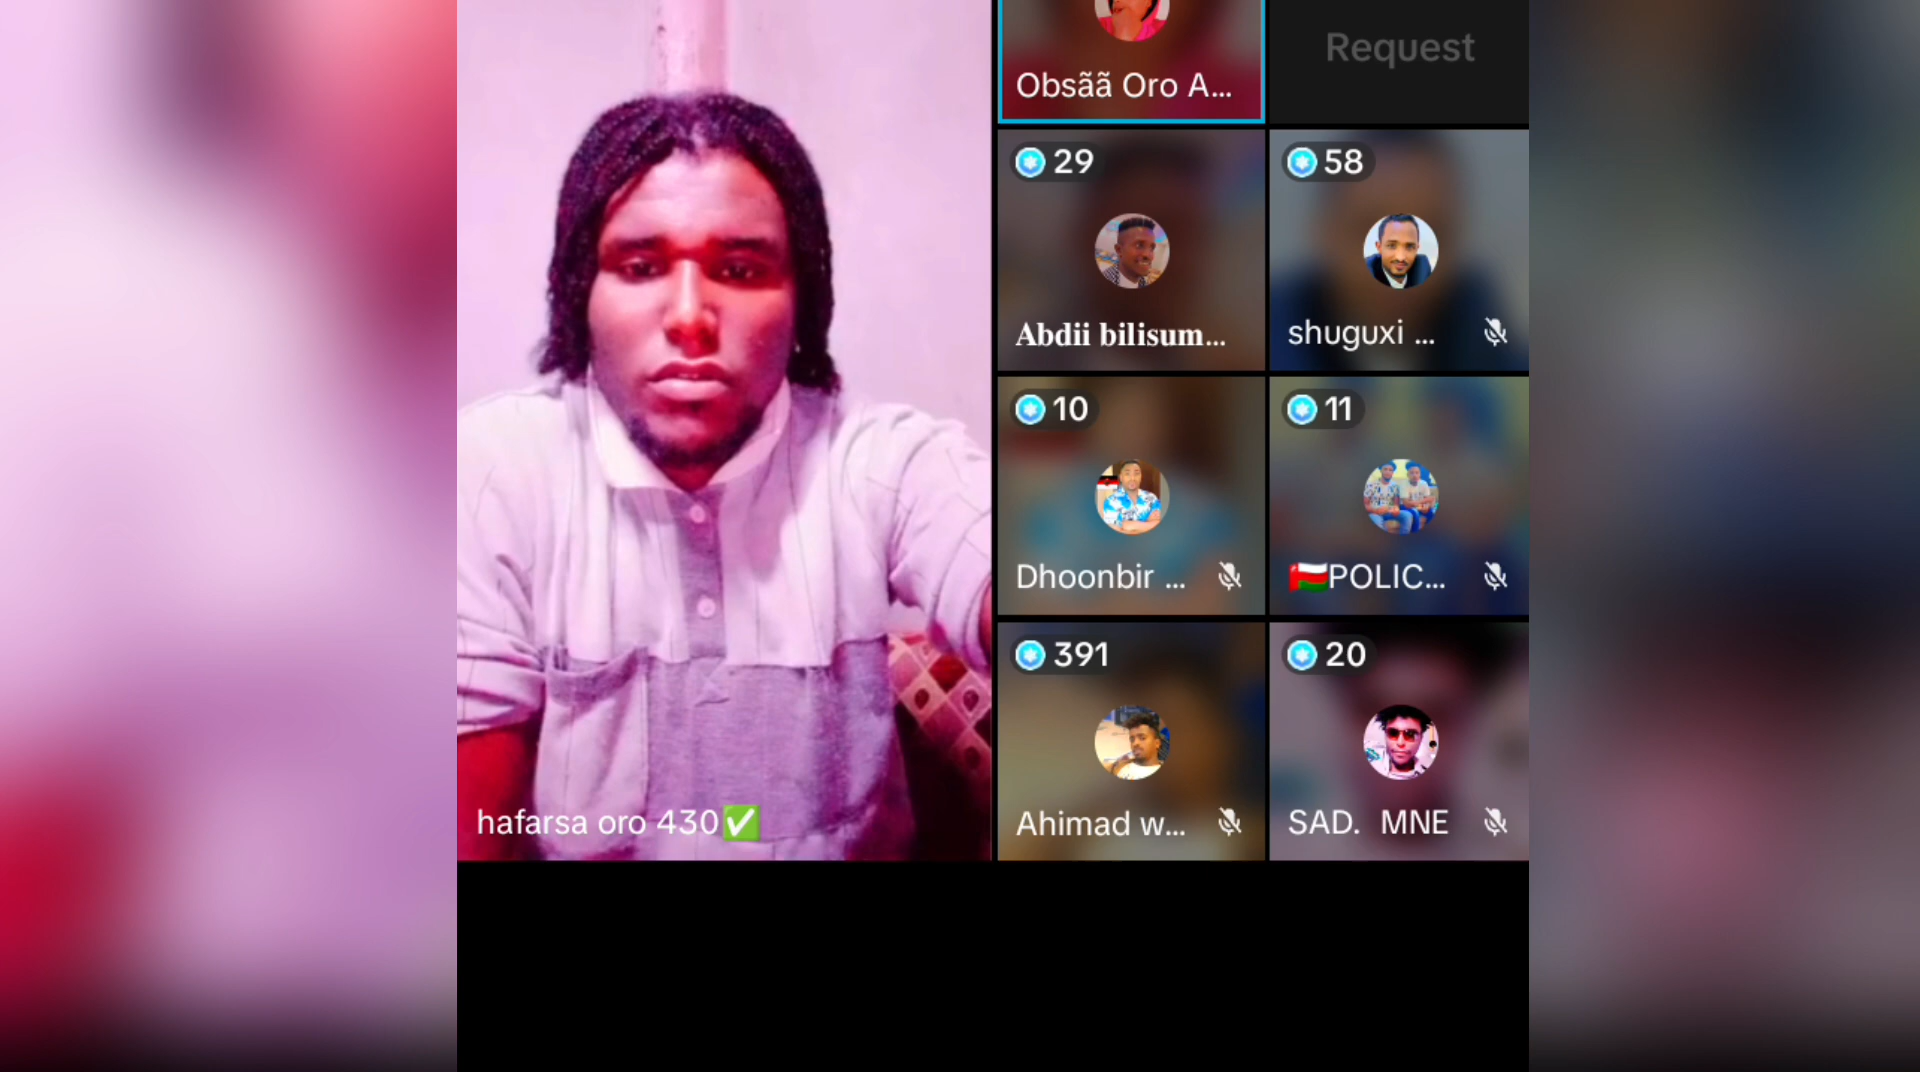 Obsãã Oro A...
Request
29
58
𝐀𝐛𝐝𝐢𝐢 𝐛𝐢𝐥𝐢𝐬𝐮𝐦...
shuguxi ...
10
11
Dhoonbir ...
🇴🇲POLIC...
391
20
hafarsa oro 430✅
Ahimad w...
SAD. MNE